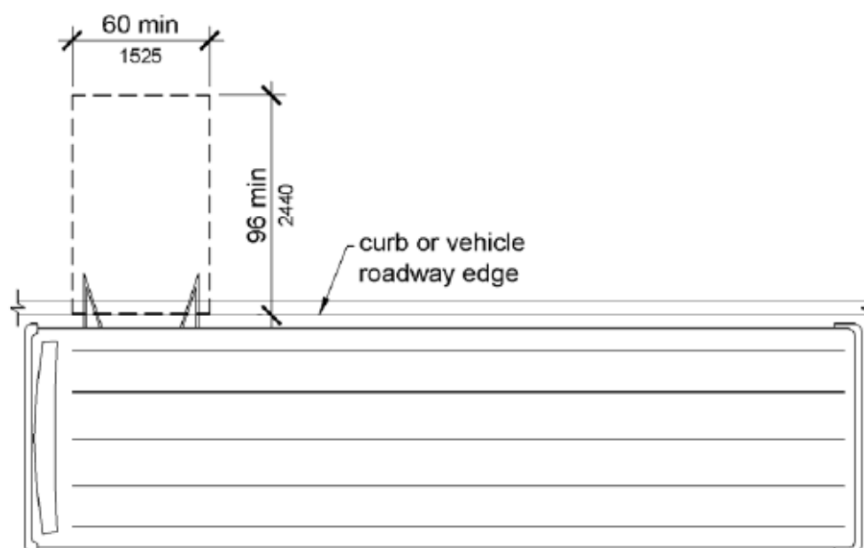 60 min
1525
96 min
2440
curb or vehicle
roadway edge